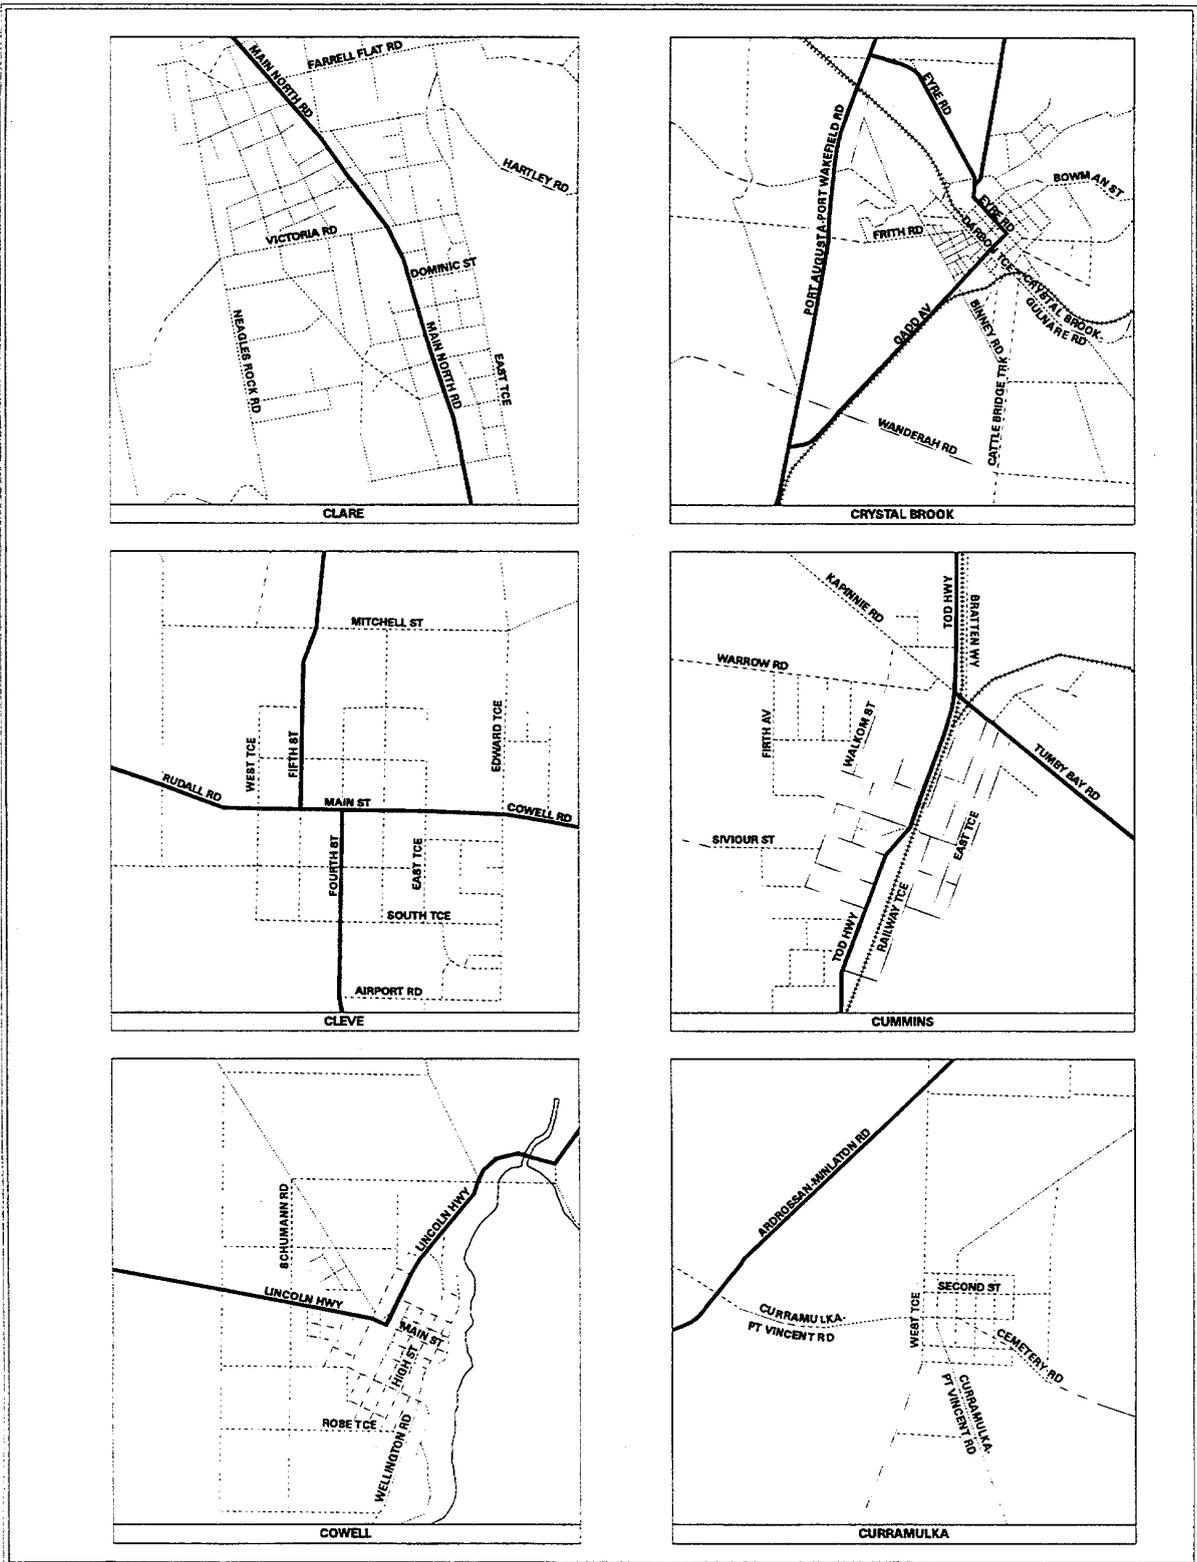 FARRELL FLAT RD
MAIN NORTH RD
HARTLEY RD
VICTORIA RD
DOMINIC ST
NEAGLES ROCK RD
MAIN NORTH RD
EAST TCE
CLARE
EYRE RD
PORT AUGUSTA-PORT WAKEFIELD RD
BOWMAN ST
EYRE RD
FRITH RD
DARBON TCE
CRYSTAL BROOK-
GULNARE RD
BINNEY RD
GADD AV
CATTLE BRIDGE TRK
WANDERAH RD
CRYSTAL BROOK
MITCHELL ST
WEST TCE
FIFTH ST
EDWARD TCE
RUDALL RD
MAIN ST
COWELL RD
FOURTH ST
EAST TCE
SOUTH TCE
AIRPORT RD
CLEVE
KAPINNIE RD
TOD HWY
BRATTEN WY
WARROW RD
FIRTH AV
WALKOM ST
TUMBY BAY RD
SIVIOUR ST
EAST TCE
RAILWAY TCE
TOD HWY
CUMMINS
SCHUMANN RD
LINCOLN HWY
LINCOLN HWY
MAIN ST
HIGH ST
ROBE TCE
WELLINGTON RD
COWELL
ARDROSSAN-MINLATON RD
SECOND ST
WEST TCE
CURRAMULKA-
PT VINCENT RD
CEMETERY RD
CURRAMULKA-
PT VINCENT RD
CURRAMULKA